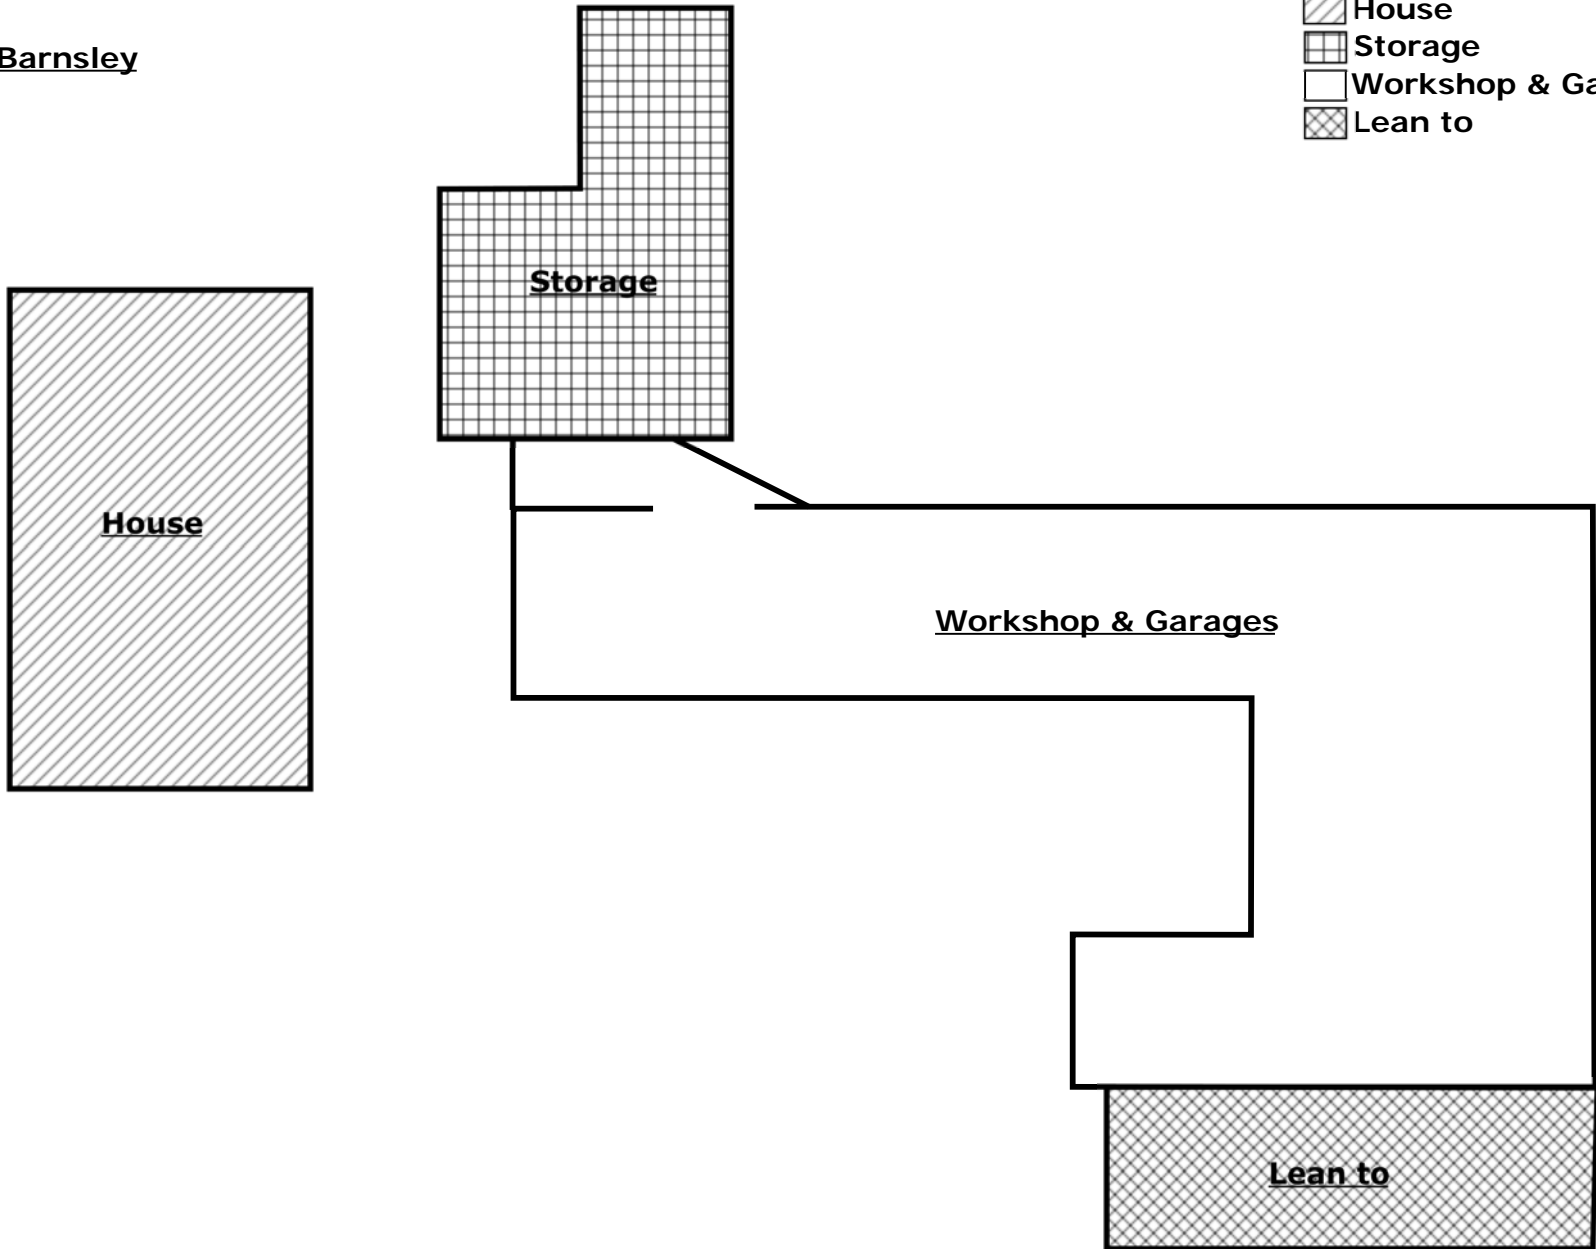 Barnsley
House
Storage
Workshop & Ga
Lean to
Storage
House
Workshop & Garages
Lean to